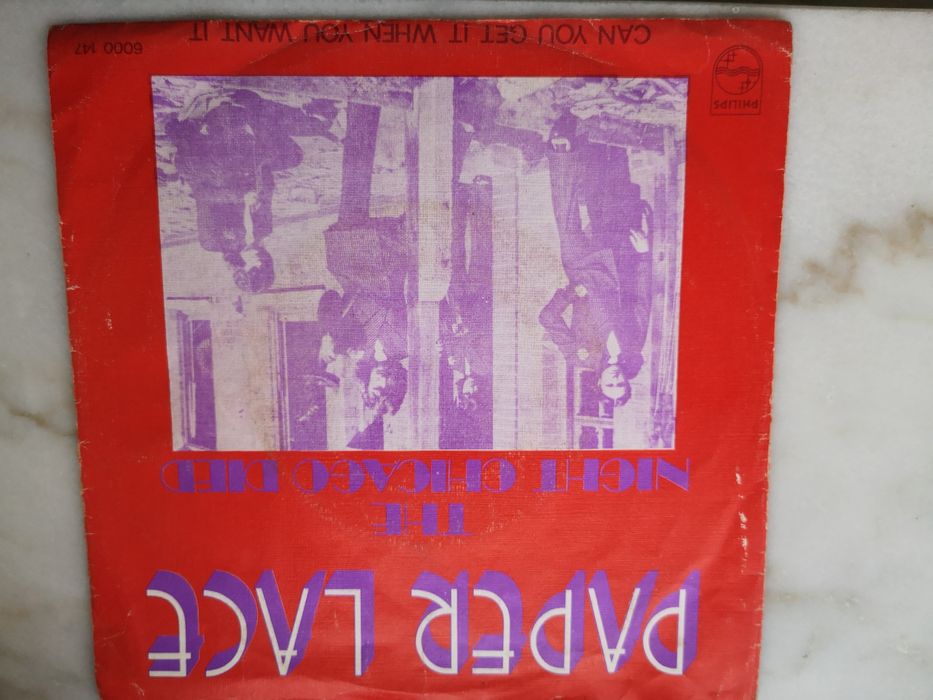 PAPER LACE
THE
NIGHT CHICAGO DIED
PHILIPS
CAN YOU GET IT WHEN YOU WANT IT
6000 147